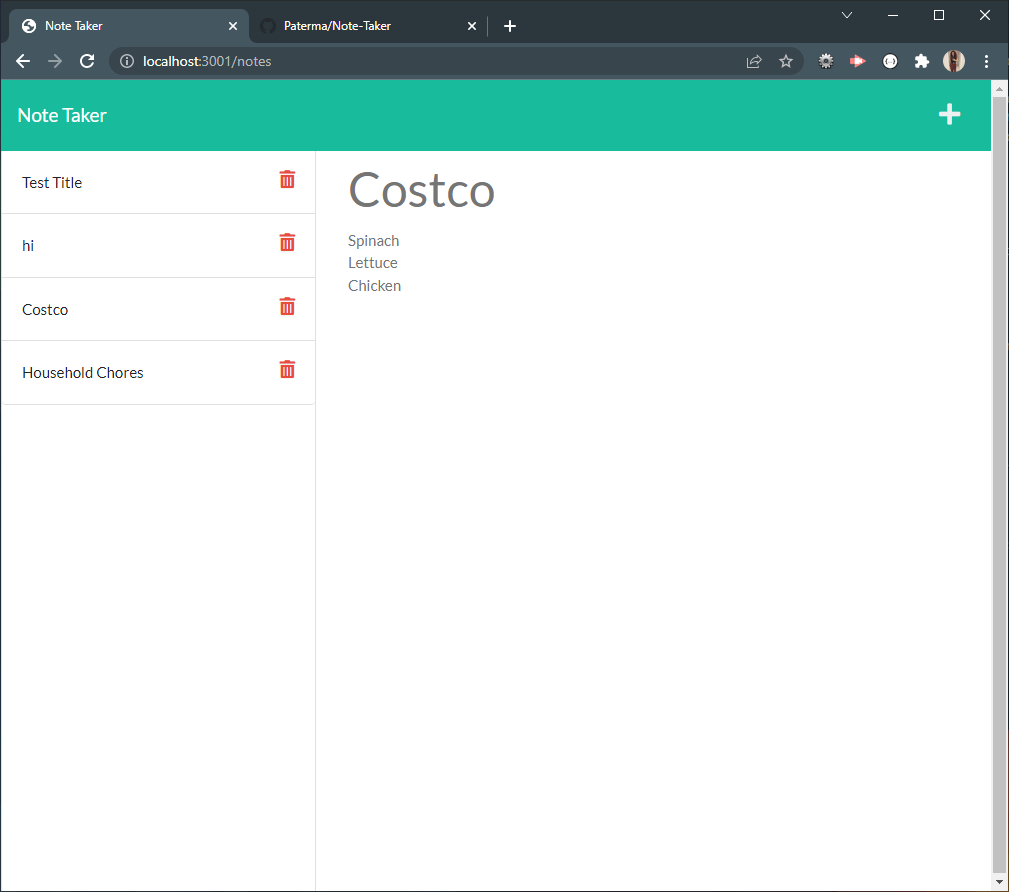 Note Taker
Paterma/Note-Taker
localhost:3001/notes
Note Taker
Test Title
hi
Costco
Household Chores
Costco
Spinach
Lettuce
Chicken